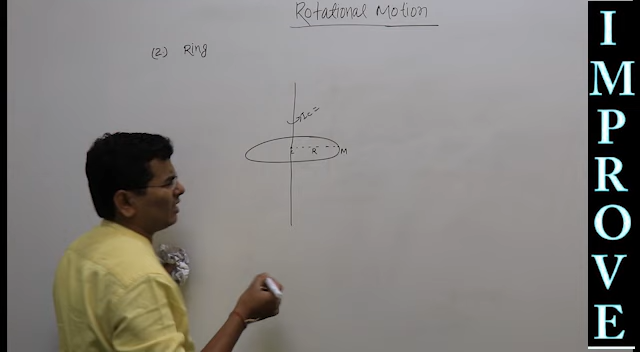 Rotational Motion
(2) Ring
R
M
IMPROVE